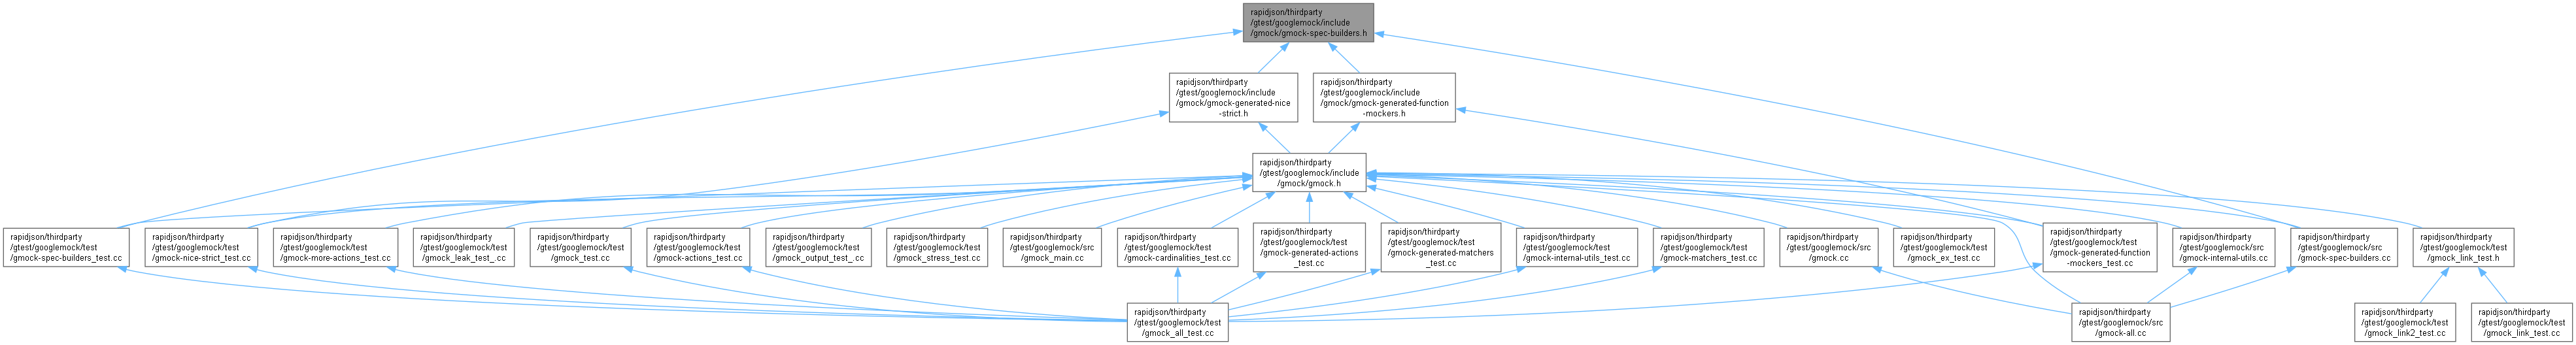 rapidjson/thirdparty
/gtest/googlemock/include
/gmock/gmock-spec-builders.h
rapidjson/thirdparty
/gtest/googlemock/include
/gmock/gmock-generated-nice
-strict.h
rapidjson/thirdparty
/gtest/googlemock/include
/gmock/gmock-generated-function
-mockers.h
rapidjson/thirdparty
/gtest/googlemock/include
/gmock/gmock.h
rapidjson/thirdparty
/gtest/googlemock/test
/gmock-spec-builders_test.cc
rapidjson/thirdparty
/gtest/googlemock/test
/gmock-nice-strict_test.cc
rapidjson/thirdparty
/gtest/googlemock/test
/gmock-more-actions_test.cc
rapidjson/thirdparty
/gtest/googlemock/test
/gmock_leak_test_.cc
rapidjson/thirdparty
/gtest/googlemock/test
/gmock_test.cc
rapidjson/thirdparty
/gtest/googlemock/test
/gmock-actions_test.cc
rapidjson/thirdparty
/gtest/googlemock/test
/gmock_output_test_.cc
rapidjson/thirdparty
/gtest/googlemock/test
/gmock_stress_test.cc
rapidjson/thirdparty
/gtest/googlemock/src
/gmock_main.cc
rapidjson/thirdparty
/gtest/googlemock/test
/gmock-cardinalities_test.cc
rapidjson/thirdparty
/gtest/googlemock/test
/gmock-generated-actions
_test.cc
rapidjson/thirdparty
/gtest/googlemock/test
/gmock-generated-matchers
_test.cc
rapidjson/thirdparty
/gtest/googlemock/test
/gmock-internal-utils_test.cc
rapidjson/thirdparty
/gtest/googlemock/test
/gmock-matchers_test.cc
rapidjson/thirdparty
/gtest/googlemock/src
/gmock.cc
rapidjson/thirdparty
/gtest/googlemock/test
/gmock_ex_test.cc
rapidjson/thirdparty
/gtest/googlemock/test
/gmock-generated-function
-mockers_test.cc
rapidjson/thirdparty
/gtest/googlemock/src
/gmock-internal-utils.cc
rapidjson/thirdparty
/gtest/googlemock/src
/gmock-spec-builders.cc
rapidjson/thirdparty
/gtest/googlemock/test
/gmock_link_test.h
rapidjson/thirdparty
/gtest/googlemock/test
/gmock_all_test.cc
rapidjson/thirdparty
/gtest/googlemock/src
/gmock-all.cc
rapidjson/thirdparty
/gtest/googlemock/test
/gmock_link2_test.cc
rapidjson/thirdparty
/gtest/googlemock/test
/gmock_link_test.cc